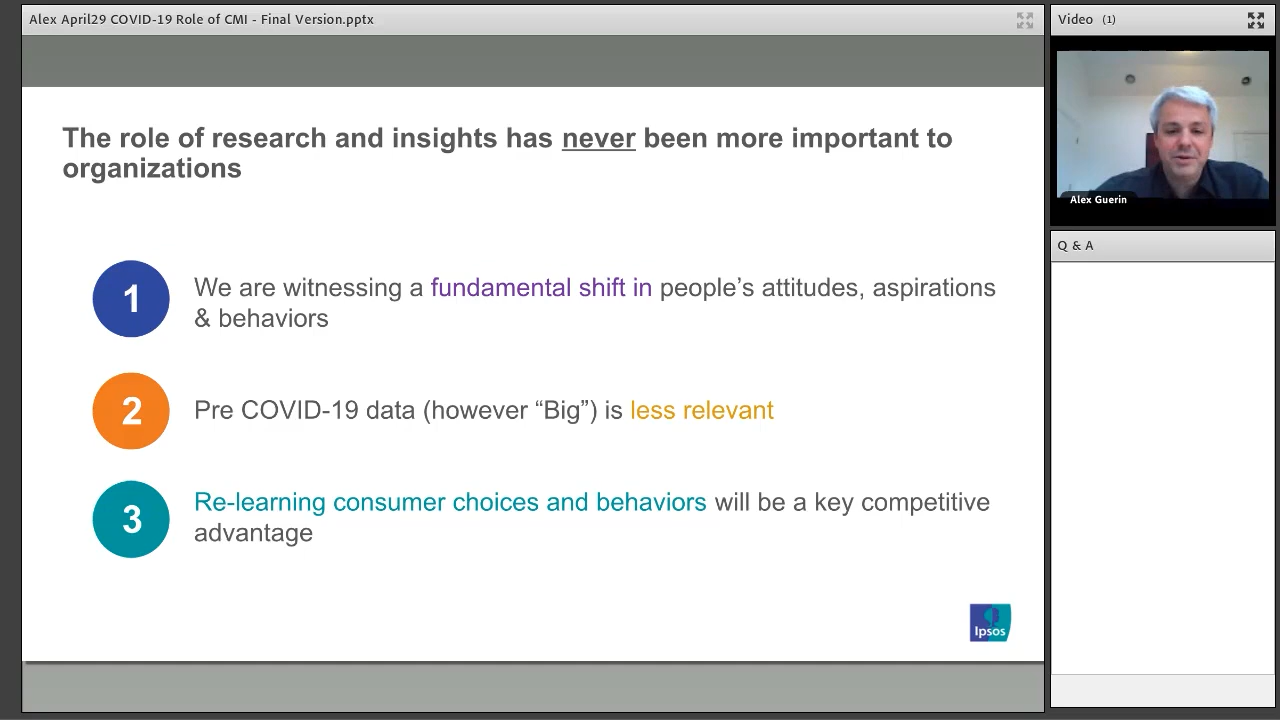 Alex April29 COVID-19 Role of CMI - Final Version.pptx
Video (1)
The role of research and insights has never been more important to
organizations
Alex Guerin
Q & A
1
We are witnessing a fundamental shift in people’s attitudes, aspirations
& behaviors
2
Pre COVID-19 data (however “Big”) is less relevant
3
Re-learning consumer choices and behaviors will be a key competitive
advantage
Ipsos